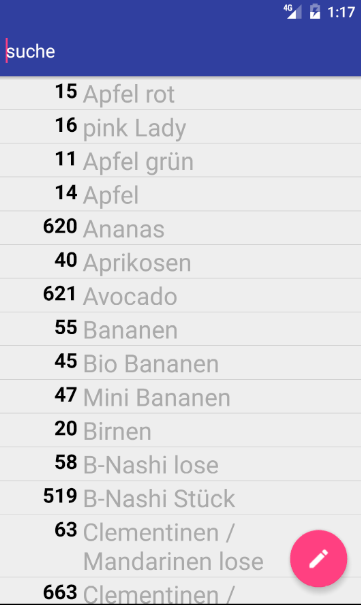 4G 1:17
suche
15 Apfel rot
16 pink Lady
11 Apfel grün
14 Apfel
620 Ananas
40 Aprikosen
621 Avocado
55 Bananen
45 Bio Bananen
47 Mini Bananen
20 Birnen
58 B-Nashi lose
519 B-Nashi Stück
63 Clementinen /
Mandarinen lose
663 Clementinen /